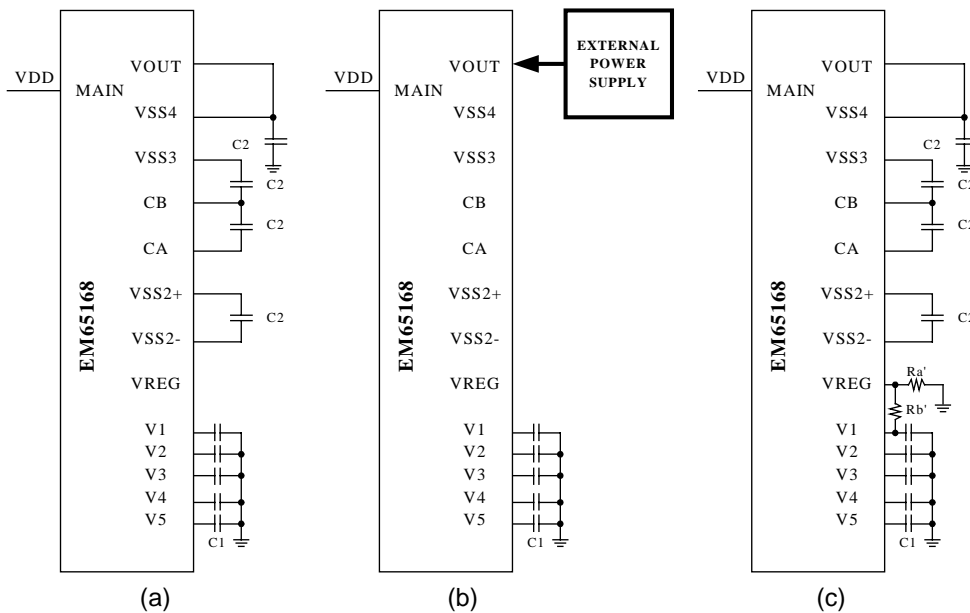 VDD
MAIN
VOUT
VSS4
VSS3
CB
CA
VSS2+
VSS2-
VREG
V1
V2
V3
V4
V5
EM65168
C2
C2
C2
C2
C1
(a)
VDD
MAIN
VOUT
VSS4
VSS3
CB
CA
VSS2+
VSS2-
VREG
V1
V2
V3
V4
V5
EM65168
EXTERNAL
POWER
SUPPLY
C1
(b)
VDD
MAIN
VOUT
VSS4
VSS3
CB
CA
VSS2+
VSS2-
VREG
V1
V2
V3
V4
V5
EM65168
C2
C2
C2
C2
Ra'
Rb'
C1
(c)